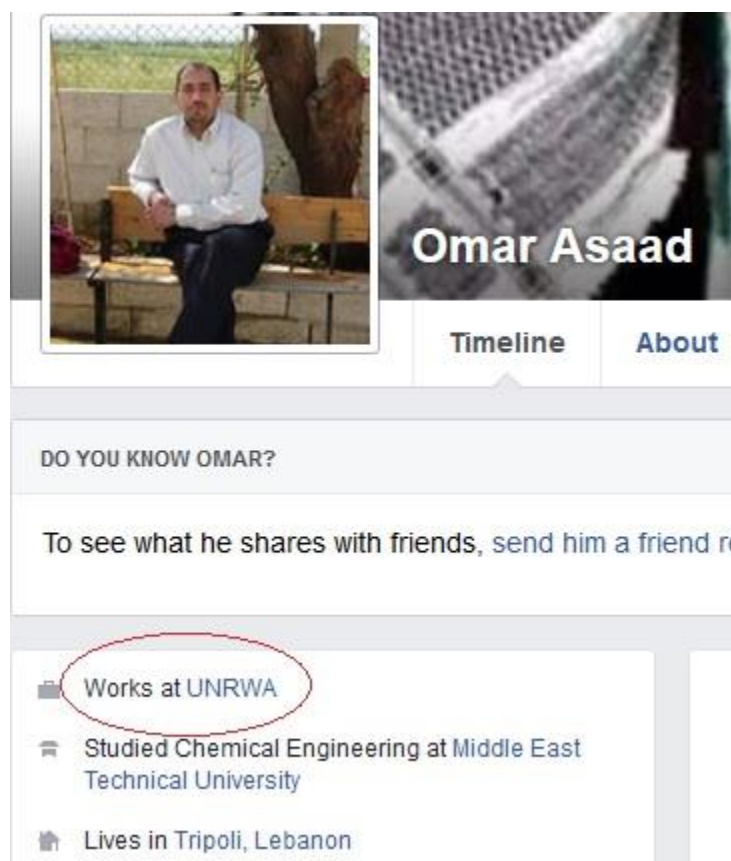 Omar Asaad
Timeline About
DO YOU KNOW OMAR?
To see what he shares with friends, send him a friend
Works at UNRWA
Studied Chemical Engineering at Middle East
Technical University
Lives in Tripoli, Lebanon